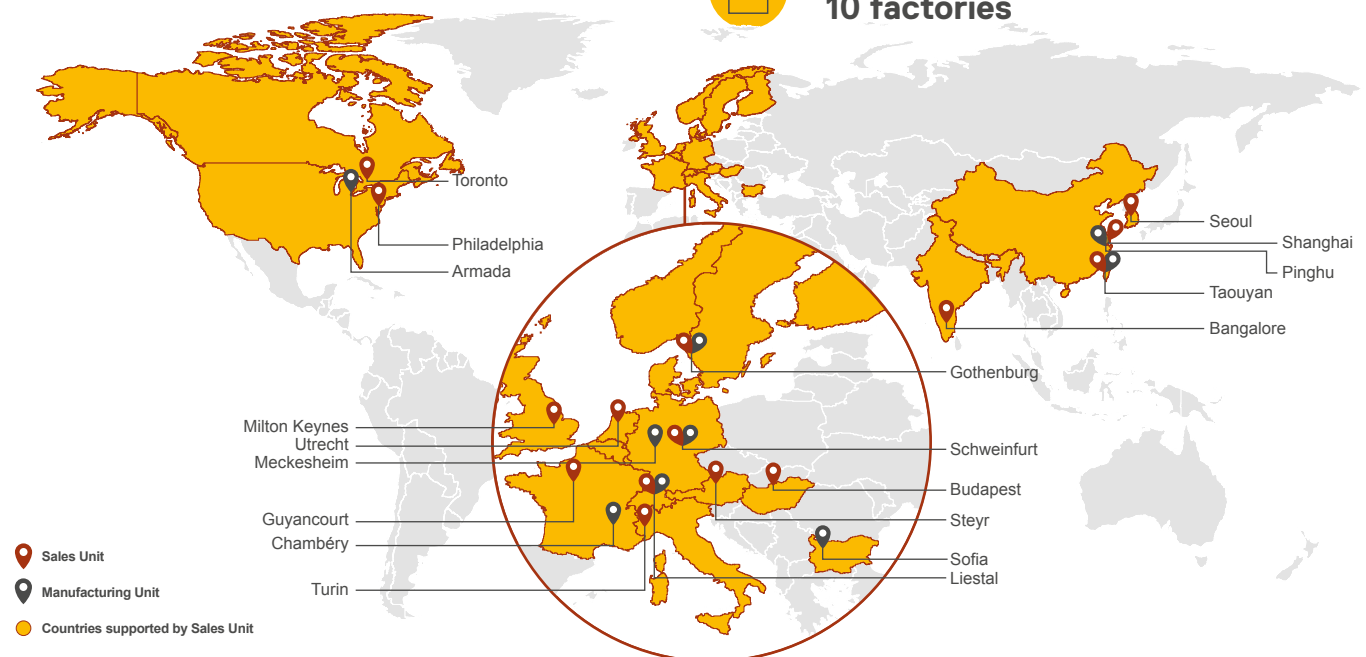 10 factories
Toronto
Philadelphia
Armada
Seoul
Shanghai
Pinghu
Taouyan
Bangalore
Gothenburg
Milton Keynes
Utrecht
Meckesheim
Schweinfurt
Budapest
Guyancourt
Steyr
Chambéry
Sofia
Liestal
Turin
Sales Unit
Manufacturing Unit
Countries supported by Sales Unit